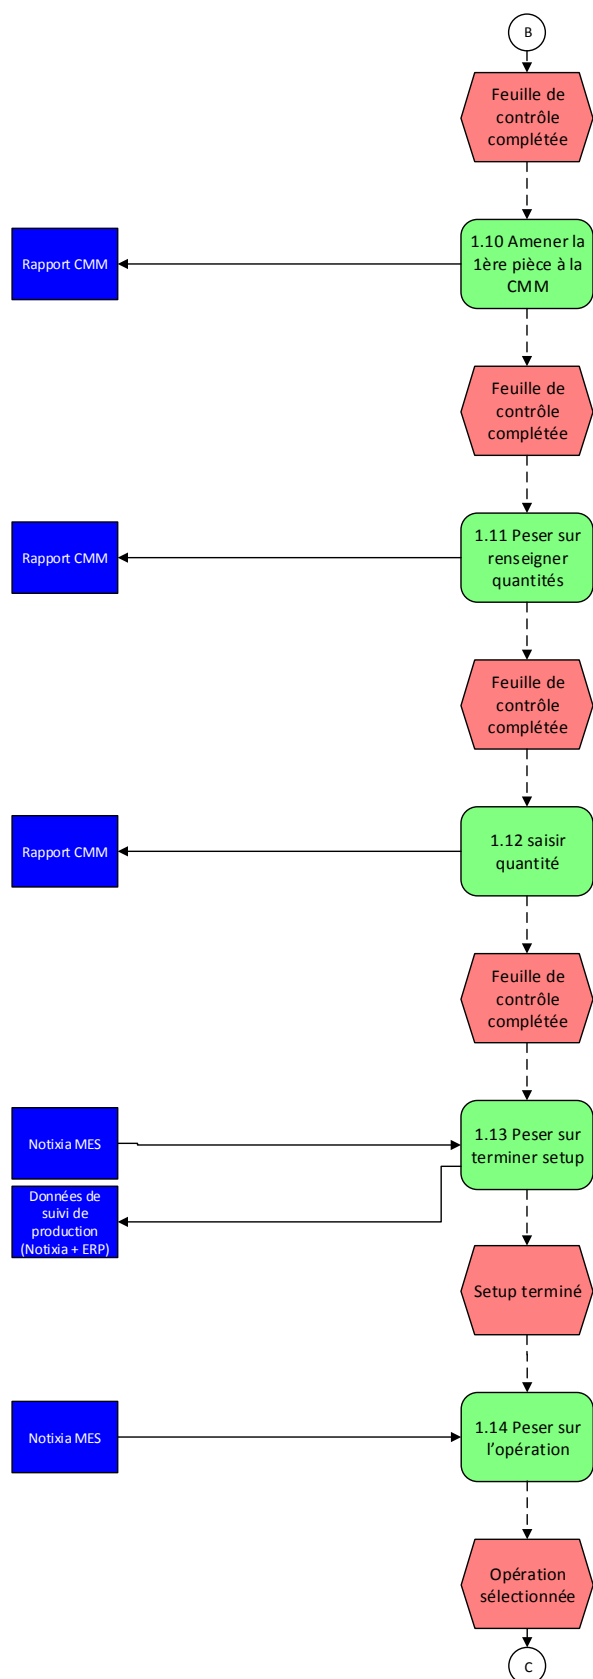 B
Feuille de
contrôle
complétée
1.10 Amener la
1ère pièce à la
CMM
Rapport CMM
Feuille de
contrôle
complétée
1.11 Peser sur
renseigner
quantités
Rapport CMM
Feuille de
contrôle
complétée
1.12 saisir
quantité
Rapport CMM
Feuille de
contrôle
complétée
Notixia MES
1.13 Peser sur
terminer setup
Données de
suivi de
production
(Notixia + ERP)
Setup terminé
Notixia MES
1.14 Peser sur
l’opération
Opération
sélectionnée
C